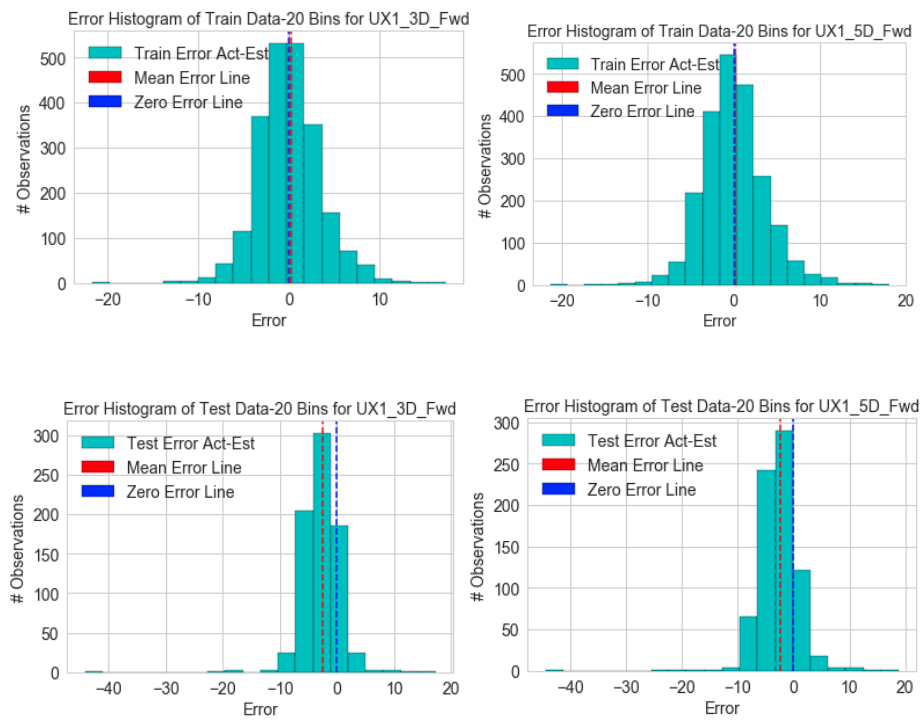 Error Histogram of Train Data-20 Bins for UX1_3D_Fwd
500
400
300
200
100
0
# Observations
Train Error Act-Est
Mean Error Line
Zero Error Line
−20
−10
0
10
Error
Error Histogram of Train Data-20 Bins for UX1_5D_Fwd
500
400
300
200
100
0
# Observations
Train Error Act-Est
Mean Error Line
Zero Error Line
−20
−10
0
10
20
Error
Error Histogram of Test Data-20 Bins for UX1_3D_Fwd
300
250
200
150
100
50
0
# Observations
Test Error Act-Est
Mean Error Line
Zero Error Line
−40
−30
−20
−10
0
10
20
Error
Error Histogram of Test Data-20 Bins for UX1_5D_Fwd
300
250
200
150
100
50
0
# Observations
Test Error Act-Est
Mean Error Line
Zero Error Line
−40
−30
−20
−10
0
10
20
Error